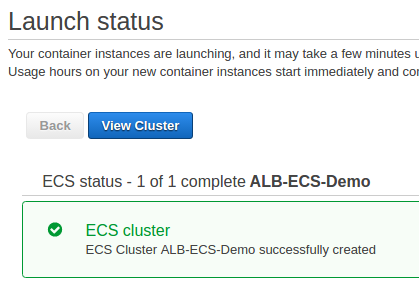 Launch status
Your container instances are launching, and it may take a few minutes
Usage hours on your new container instances start immediately and
Back
View Cluster
ECS status - 1 of 1 complete ALB-ECS-Demo
ECS cluster
ECS Cluster ALB-ECS-Demo successfully created